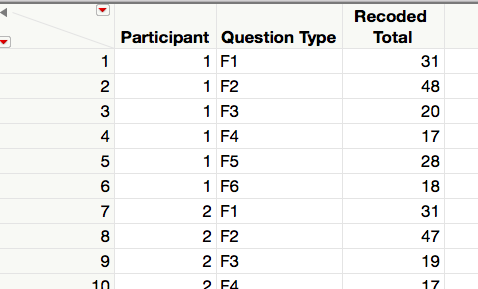 Participant Question Type Recoded Total
1 1 F1 31
2 1 F2 48
3 1 F3 20
4 1 F4 17
5 1 F5 28
6 1 F6 18
7 2 F1 31
8 2 F2 47
9 2 F3 19
10 2 F4 17